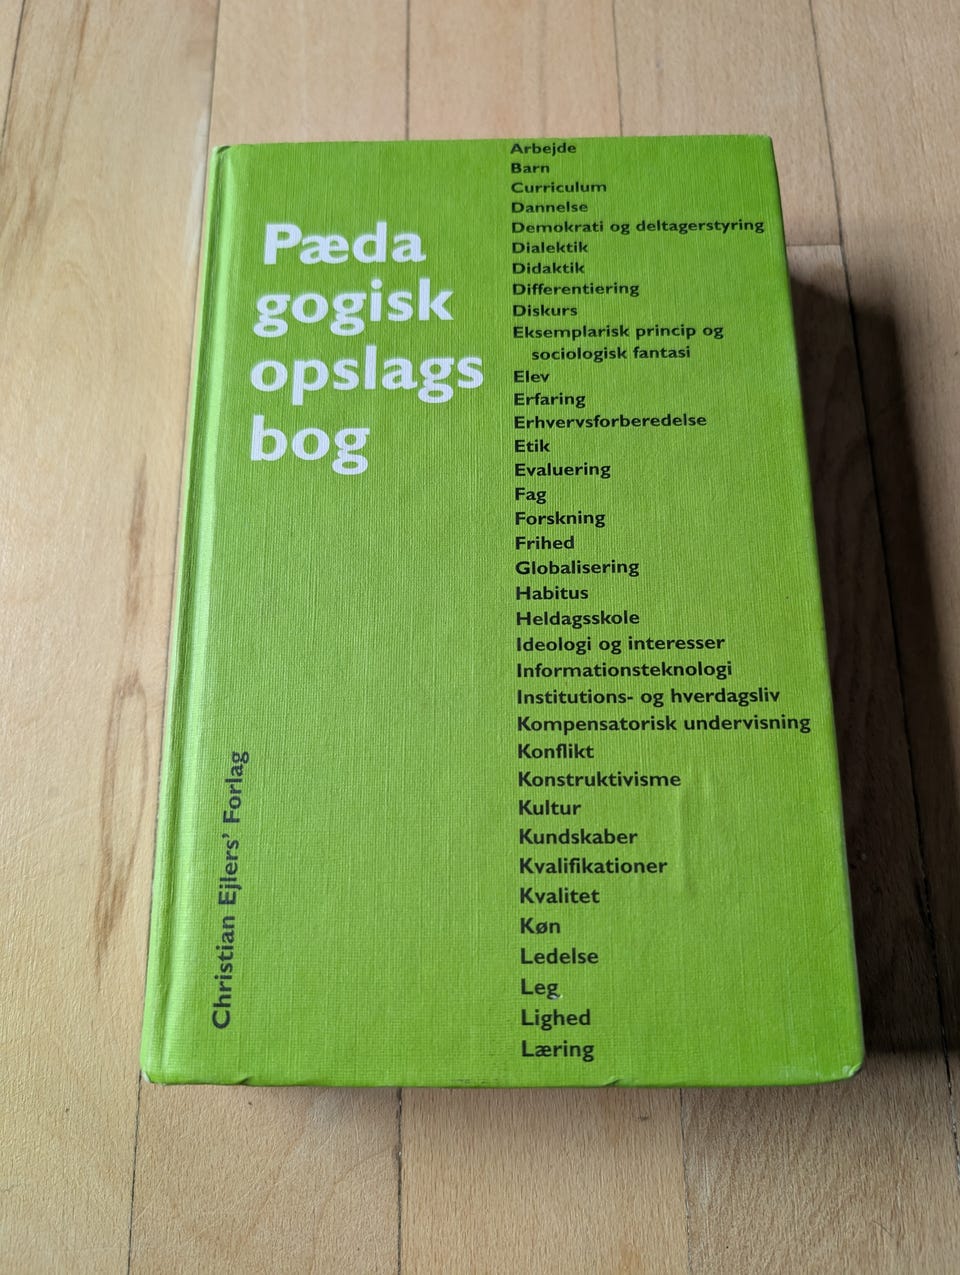 Pæda
gogisk
opslags
bog
Christian Ejlers' Forlag
Arbejde
Barn
Curriculum
Dannelse
Demokrati og deltagerstyring
Dialektik
Didaktik
Differentiering
Diskurs
Eksemplarisk princip og
sociologisk fantasi
Elev
Erfaring
Erhvervsforberedelse
Etik
Evaluering
Fag
Forskning
Frihed
Globalisering
Habitus
Heldagsskole
Ideologi og interesser
Informationsteknologi
Institutions- og hverdagsliv
Kompensatorisk undervisning
Konflikt
Konstruktivisme
Kultur
Kundskaber
Kvalifikationer
Kvalitet
Køn
Ledelse
Leg
Lighed
Læring